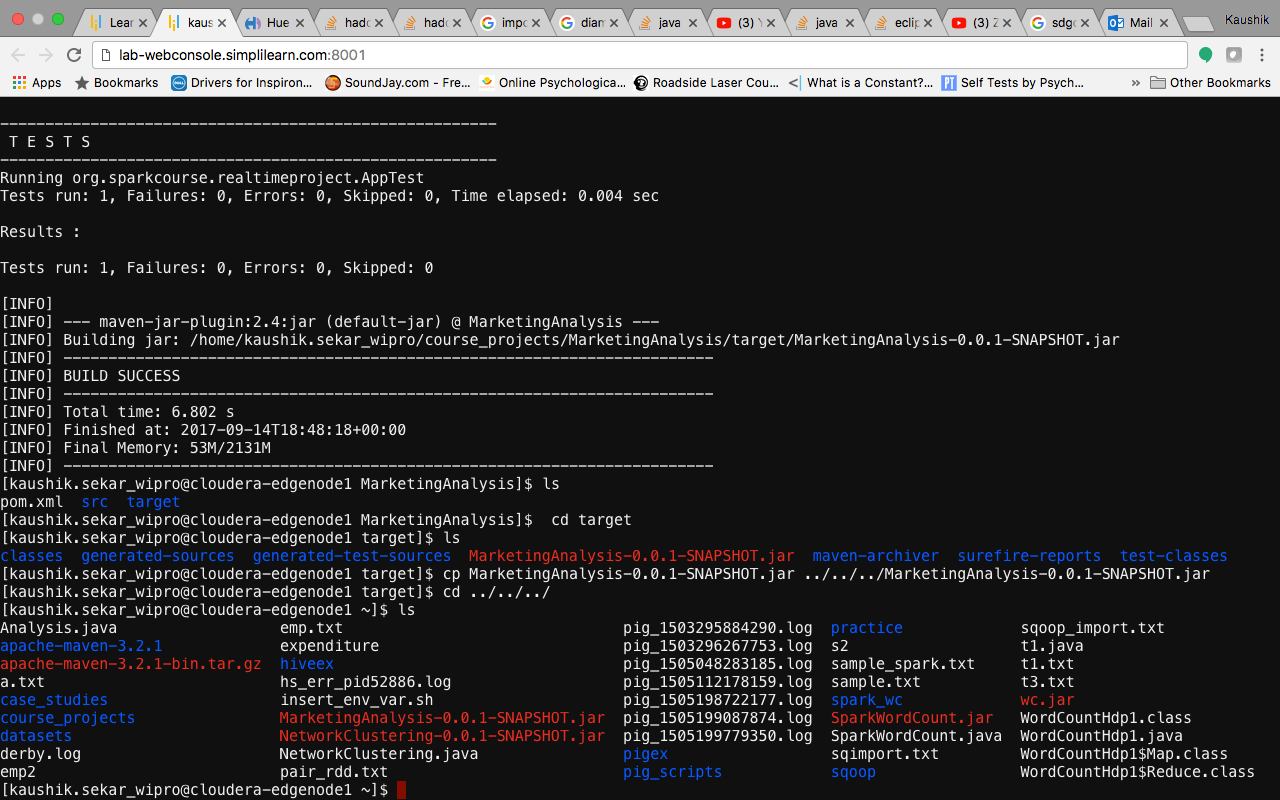 Lear
kaus
Hue
hado
hado
impo
dian
java
(3) Y
java
eclip
(3) Z
sdgo
Mail
Kaushik
lab-webconsole.simplilearn.com:8001
Apps
Bookmarks
Drivers for Inspiron...
SoundJay.com - Fre...
Online Psychologica...
Roadside Laser Cou...
What is a Constant?...
Self Tests by Psych...
»
Other Bookmarks
-------------------------------------------------------
T E S T S
-------------------------------------------------------
Running org.sparkcourse.realtimeproject.AppTest
Tests run: 1, Failures: 0, Errors: 0, Skipped: 0, Time elapsed: 0.004 sec
Results :
Tests run: 1, Failures: 0, Errors: 0, Skipped: 0
[INFO]
[INFO] --- maven-jar-plugin:2.4:jar (default-jar) @ MarketingAnalysis ---
[INFO] Building jar: /home/kaushik.sekar_wipro/course_projects/MarketingAnalysis/target/MarketingAnalysis-0.0.1-SNAPSHOT.jar
[INFO] ------------------------------------------------------------------------
[INFO] BUILD SUCCESS
[INFO] ------------------------------------------------------------------------
[INFO] Total time: 6.802 s
[INFO] Finished at: 2017-09-14T18:48:18+00:00
[INFO] Final Memory: 53M/2131M
[INFO] ------------------------------------------------------------------------
[kaushik.sekar_wipro@cloudera-edgenode1 MarketingAnalysis]$ ls
pom.xml  src  target
[kaushik.sekar_wipro@cloudera-edgenode1 MarketingAnalysis]$  cd target
[kaushik.sekar_wipro@cloudera-edgenode1 target]$ ls
classes  generated-sources  generated-test-sources  MarketingAnalysis-0.0.1-SNAPSHOT.jar  maven-archiver  surefire-reports  test-classes
[kaushik.sekar_wipro@cloudera-edgenode1 target]$ cp MarketingAnalysis-0.0.1-SNAPSHOT.jar ../../../MarketingAnalysis-0.0.1-SNAPSHOT.jar
[kaushik.sekar_wipro@cloudera-edgenode1 target]$ cd ../../../
[kaushik.sekar_wipro@cloudera-edgenode1 ~]$ ls
Analysis.java  emp.txt  pig_1503295884290.log  practice  sqoop_import.txt
apache-maven-3.2.1  expenditure  pig_1503296267753.log  s2  t1.java
apache-maven-3.2.1-bin.tar.gz  hiveex  pig_1505048283185.log  sample_spark.txt  t1.txt
a.txt  hs_err_pid52886.log  pig_1505112178159.log  sample.txt  t3.txt
case_studies  insert_env_var.sh  pig_1505198722177.log  spark_wc  wc.jar
course_projects  MarketingAnalysis-0.0.1-SNAPSHOT.jar  pig_1505199087874.log  SparkWordCount.jar  WordCountHdp1.class
datasets  NetworkClustering-0.0.1-SNAPSHOT.jar  pig_1505199779350.log  SparkWordCount.java  WordCountHdp1.java
derby.log  NetworkClustering.java  pigex  sqimport.txt  WordCountHdp1$Map.class
emp2  pair_rdd.txt  pig_scripts  sqoop  WordCountHdp1$Reduce.class
[kaushik.sekar_wipro@cloudera-edgenode1 ~]$